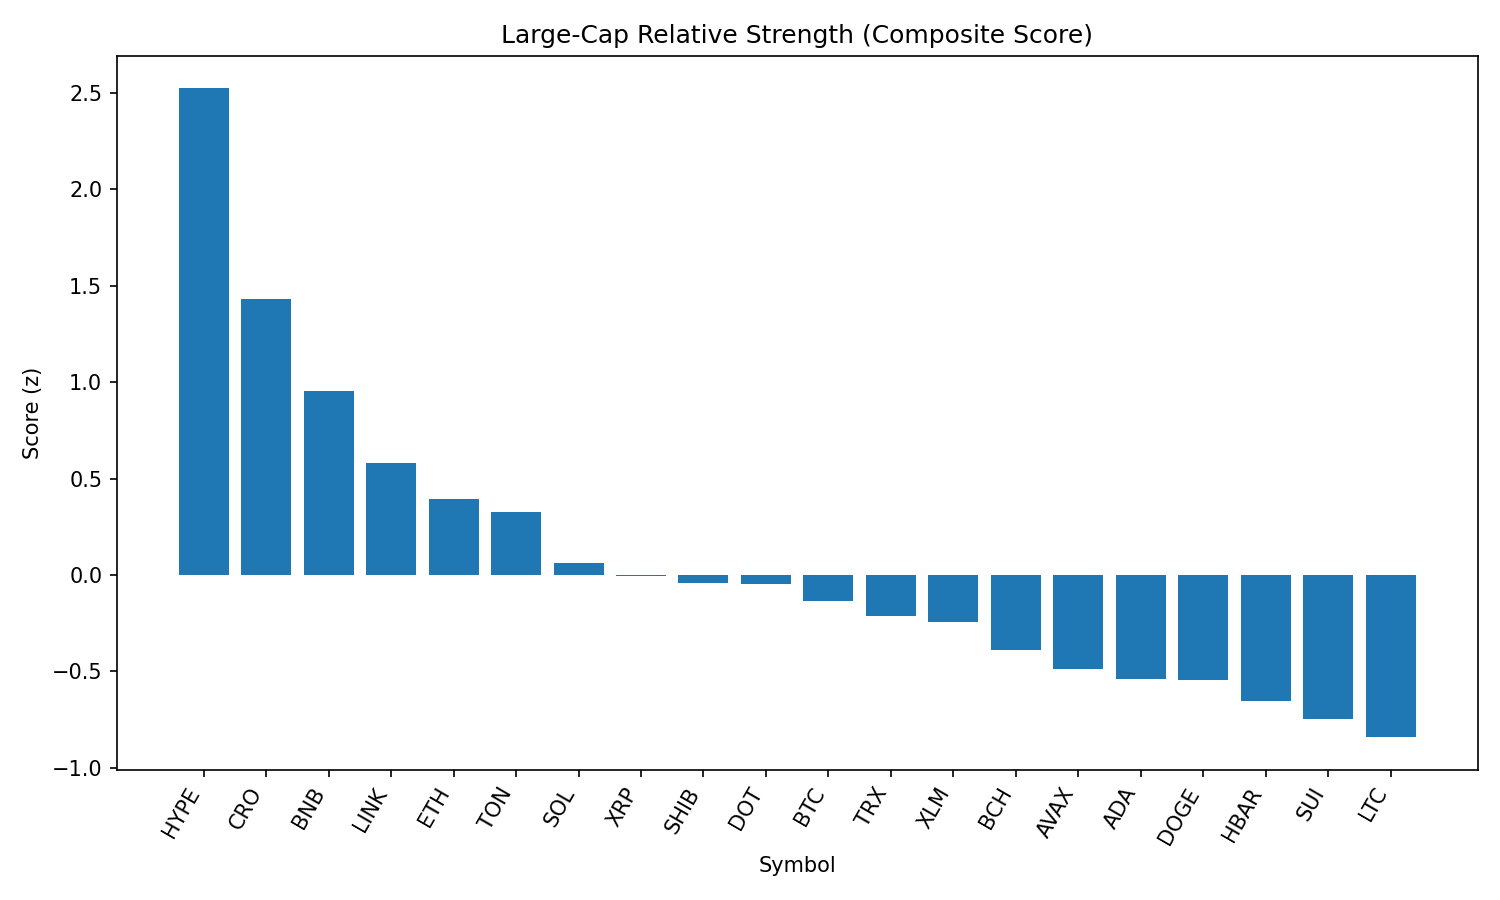 Large-Cap Relative Strength (Composite Score)
2.5
2.0
1.5
1.0
0.5
0.0
−0.5
−1.0
Score (z)
HYPE
CRO
BNB
LINK
ETH
TON
SOL
XRP
SHIB
DOT
BTC
TRX
XLM
BCH
AVAX
ADA
DOGE
HBAR
SUI
LTC
Symbol